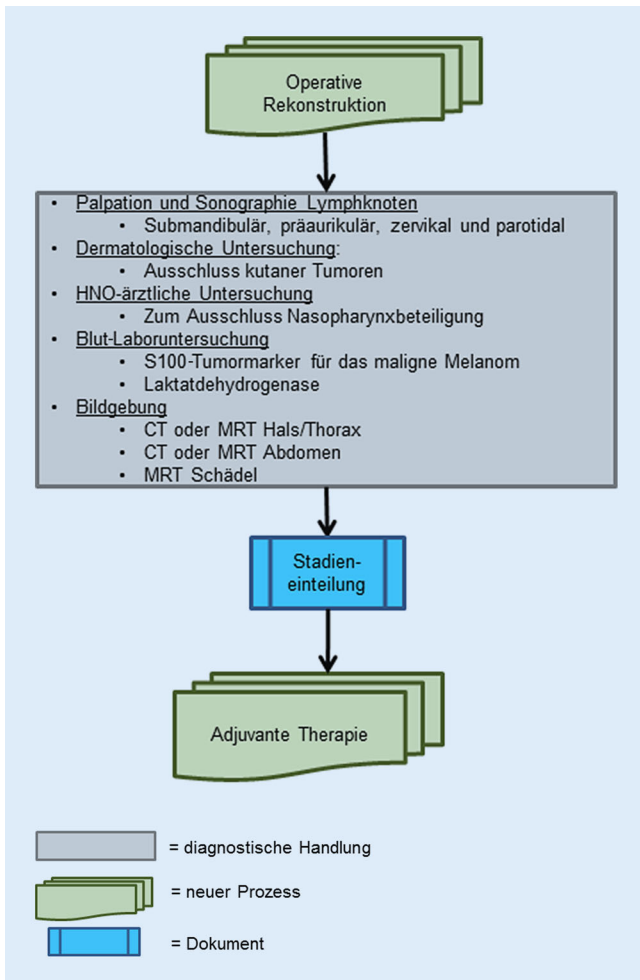 Operative
Rekonstruktion
• Palpation und Sonographie Lymphknoten
• Submandibulär, präaurikulär, zervikal und parotidal
• Dermatologische Untersuchung:
• Ausschluss kutaner Tumoren
• HNO-ärztliche Untersuchung
• Zum Ausschluss Nasopharynxbeteiligung
• Blut-Laboruntersuchung
• S100-Tumormarker für das maligne Melanom
• Laktatdehydrogenase
• Bildgebung
• CT oder MRT Hals/Thorax
• CT oder MRT Abdomen
• MRT Schädel
Stadien-
einteilung
Adjuvante Therapie
= diagnostische Handlung
= neuer Prozess
= Dokument